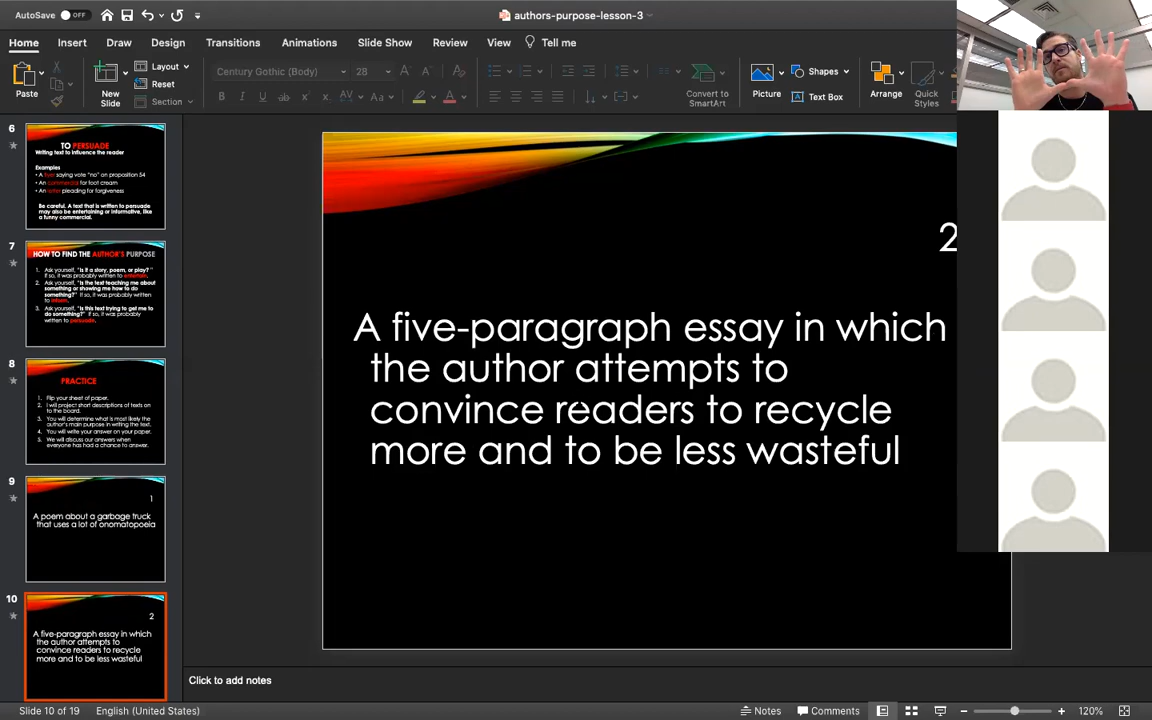 AutoSave OFF
authors-purpose-lesson-3
Home Insert Draw Design Transitions Animations Slide Show Review View Tell me
Paste
New
Slide
Layout
Reset
Section
Century Gothic (Body) 28
Convert to
SmartArt
Picture
Shapes
Text Box
Arrange
Quick
Styles
6
TO PERSUADE
Writing text to influence the reader
Examples
• A flyer saying vote "no" on proposition 54
• An commercial for foot cream
• An letter pleading for forgiveness
Be careful. A text that is written to persuade
may also be entertaining or informative, like
a funny commercial.
7
HOW TO FIND THE AUTHOR'S PURPOSE
1. Ask yourself, "Is it a story, poem, or play?"
If so, it was probably written to entertain.
2. Ask yourself, "Is the text teaching me about
something or showing me how to do
something?" If so, it was probably written
to inform.
3. Ask yourself, "Is this text trying to get me to
do something?" If so, it was probably
written to persuade.
8
PRACTICE
1. Flip your sheet of paper.
2. I will project short descriptions of texts on
to the board.
3. You will determine what is most likely the
author's main purpose in writing the text.
4. You will write your answer on your paper.
5. We will discuss our answers when
everyone has had a chance to answer.
9
1
A poem about a garbage truck
that uses a lot of onomatopoeia
10
2
A five-paragraph essay in which
the author attempts to
convince readers to recycle
more and to be less wasteful
2
A five-paragraph essay in which
the author attempts to
convince readers to recycle
more and to be less wasteful
Click to add notes
Slide 10 of 19 English (United States) Notes Comments 120%